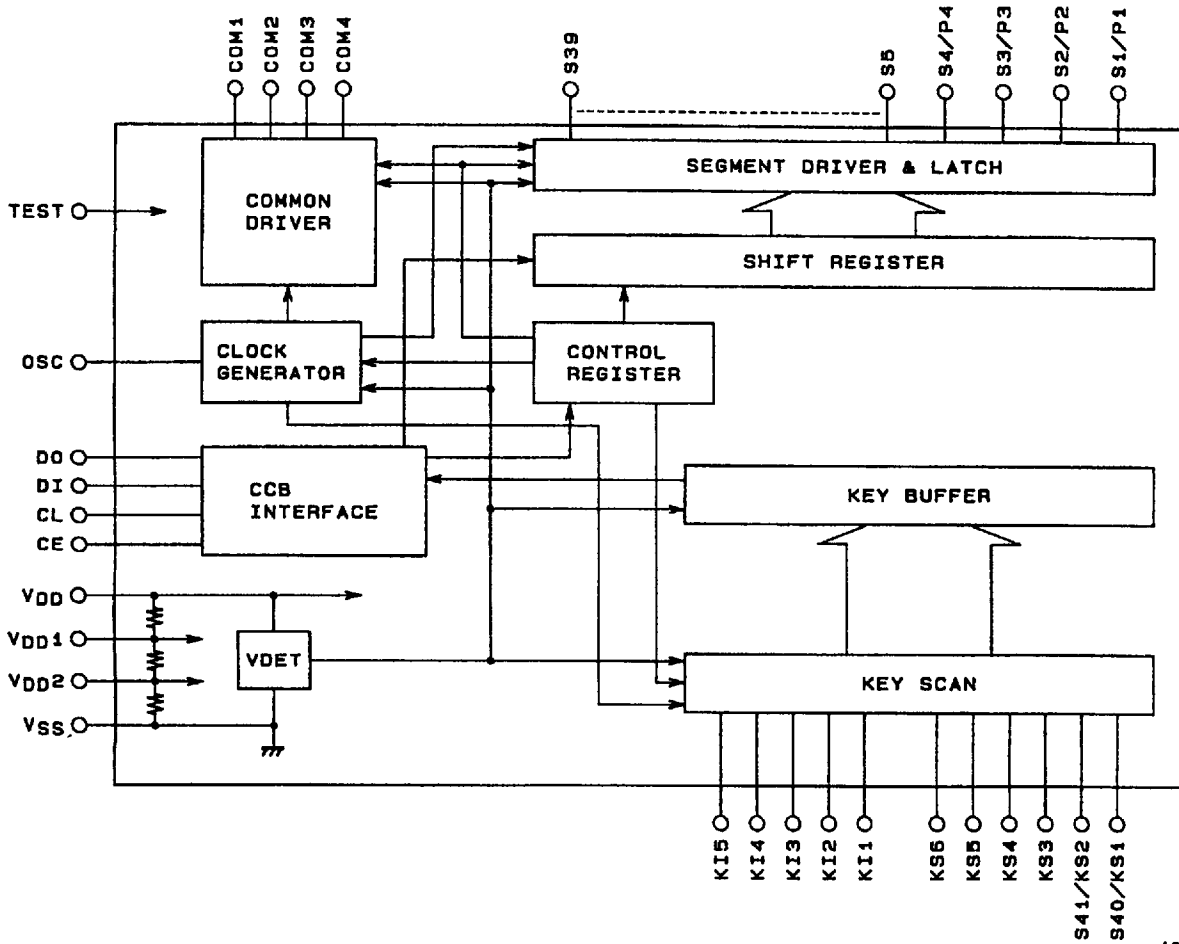 COM1
COM2
COM3
COM4
S39
S5
S4/P4
S3/P3
S2/P2
S1/P1
COMMON
DRIVER
SEGMENT DRIVER & LATCH
TEST
SHIFT REGISTER
OSC
CLOCK
GENERATOR
CONTROL
REGISTER
DO
DI
CL
CE
CCB
INTERFACE
KEY BUFFER
VDD
VDD1
VDD2
VSS
VDET
KEY SCAN
KI5
KI4
KI3
KI2
KI1
KS6
KS5
KS4
KS3
S41/KS2
S40/KS1